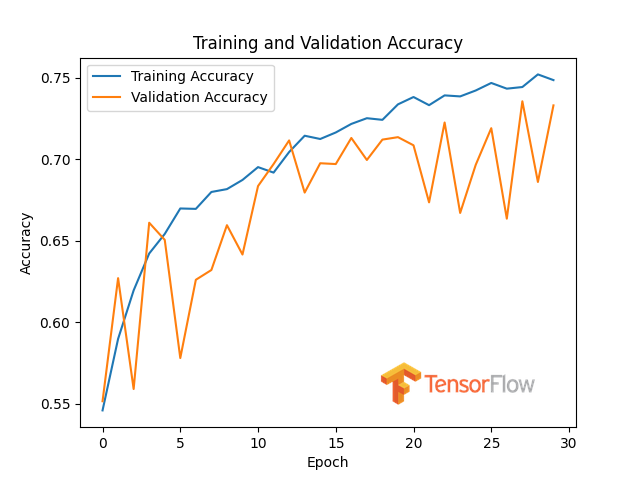 Training and Validation Accuracy
Training Accuracy
Validation Accuracy
0.75
0.70
0.65
0.60
0.55
Accuracy
TensorFlow
0 5 10 15 20 25 30
Epoch